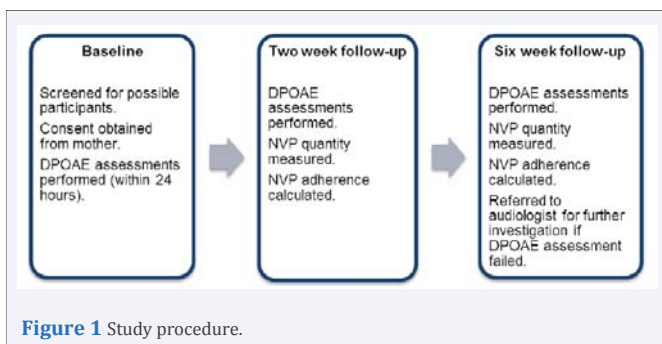 Baseline
Screened for possible
participants.
Consent obtained
from mother.
DPOAE assessments
performed (within 24
hours).
Two week follow-up
DPOAE
assessments
performed.
NVP quantity
measured.
NVP adherence
calculated.
Six week follow-up
DPOAE assessments
performed.
NVP quantity
measured.
NVP adherence
calculated.
Referred to
audiologist for further
investigation if
DPOAE assessment
failed.
Figure 1 Study procedure.